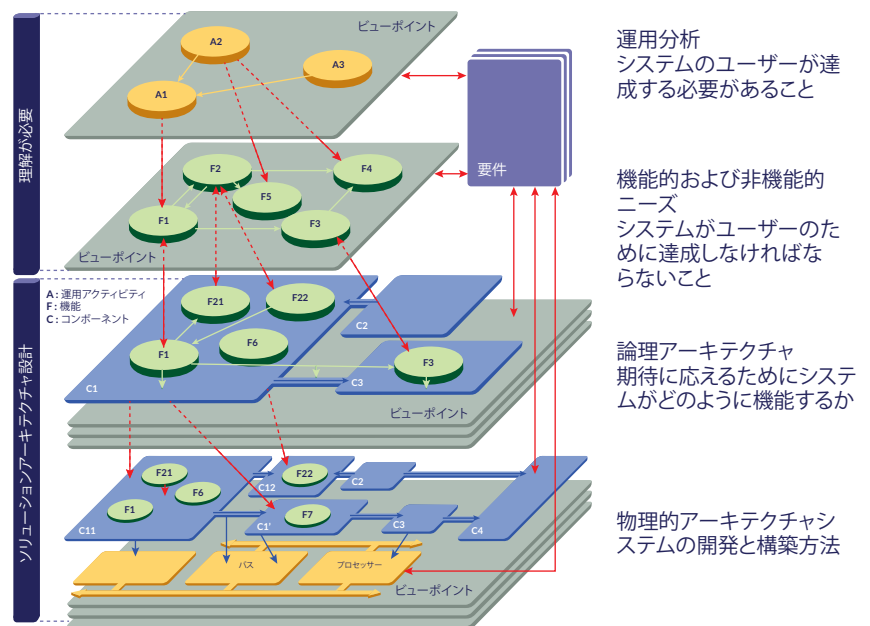 理解が必要
ビューポイント
A2
A3
A1
要件
運用分析
システムのユーザーが達
成する必要があること
F2
F4
F5
F1
F3
ビューポイント
機能的および非機能的
ニーズ
システムがユーザーのた
めに達成しなければな
らないこと
ソリューションアーキテクチャ設計
A : 運用アクティビティ
F : 機能
C : コンポーネント
F21
F22
C2
F6
F1
F3
C3
C1
ビューポイント
論理アーキテクチャ
期待に応えるためにシステ
ムがどのように機能するか
F21
F22
F6
C12
C2
F1
F7
C11
C1'
C3
C4
バス
プロセッサー
ビューポイント
物理的アーキテクチャシ
ステムの開発と構築方法